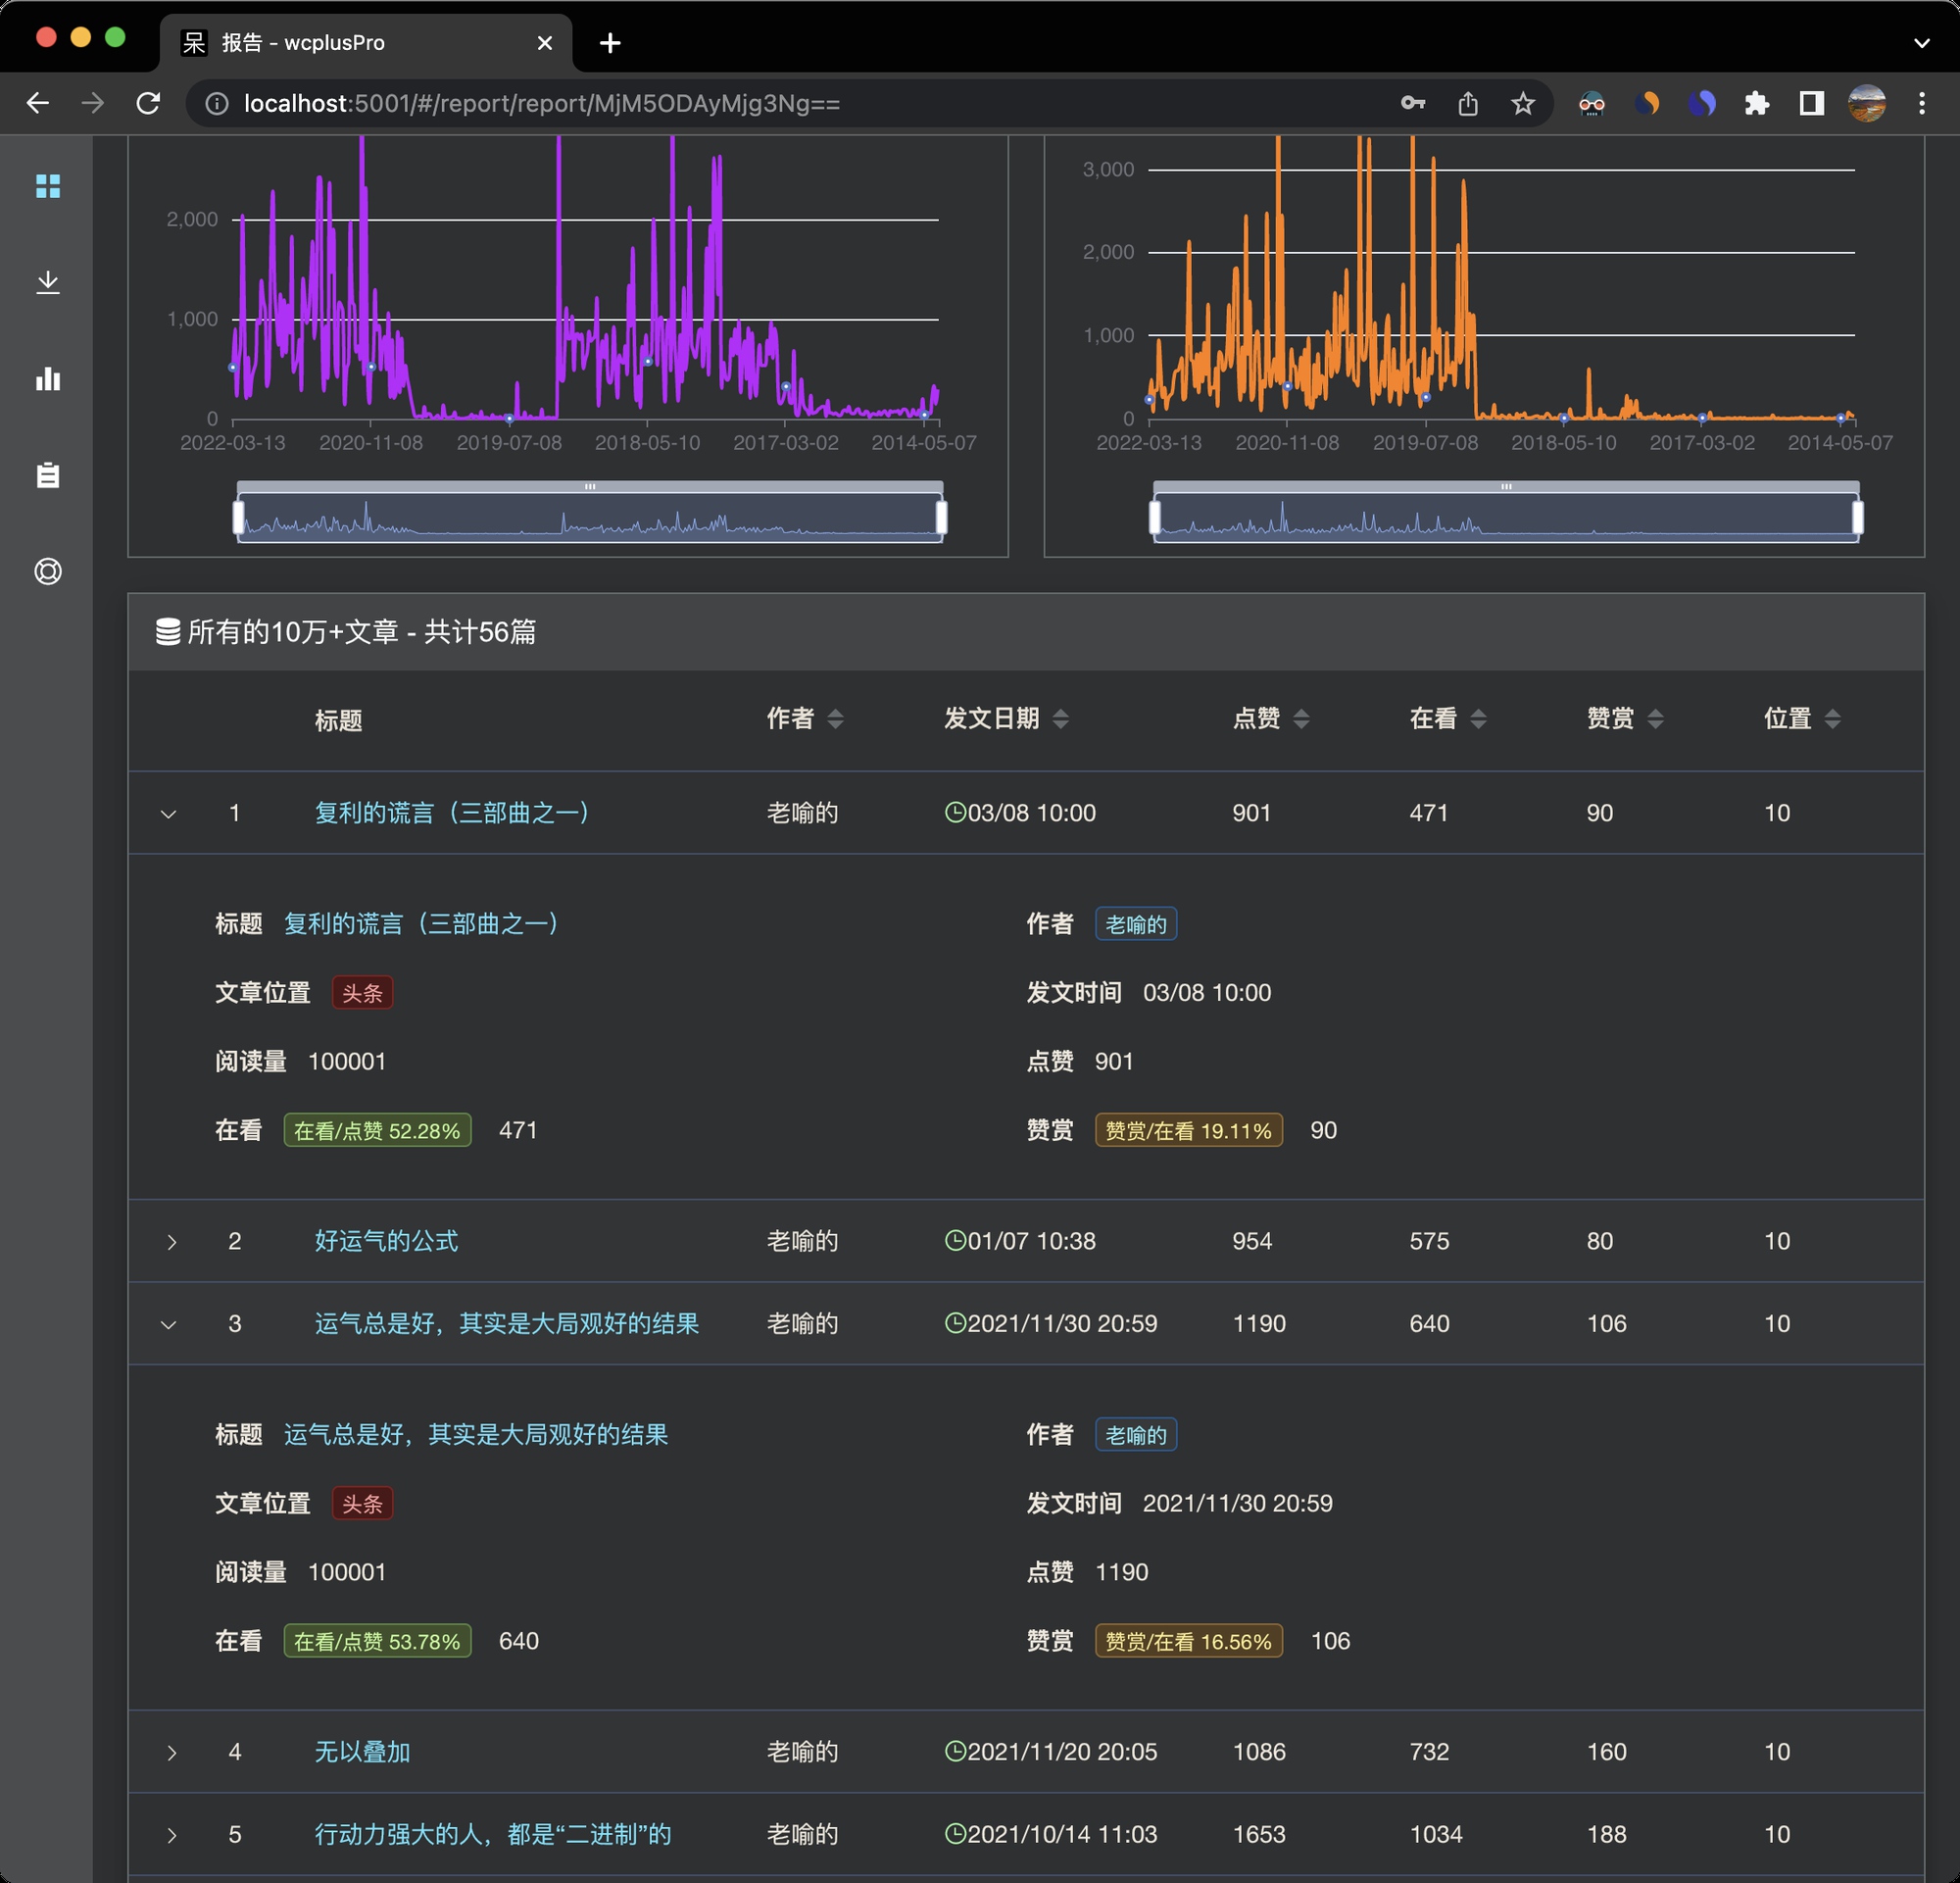 呆 报告 - wcplusPro
localhost:5001/#/report/report/MjM5ODAyMjg3Ng==
2,000
1,000
0
2022-03-13 2020-11-08 2019-07-08 2018-05-10 2017-03-02 2014-05-07
3,000
2,000
1,000
0
2022-03-13 2020-11-08 2019-07-08 2018-05-10 2017-03-02 2014-05-07
所有的10万+文章 - 共计56篇
标题 作者 发文日期 点赞 在看 赞赏 位置
1 复利的谎言（三部曲之一） 老喻的 03/08 10:00 901 471 90 10
标题 复利的谎言（三部曲之一） 作者 老喻的
文章位置 头条 发文时间 03/08 10:00
阅读量 100001 点赞 901
在看 在看/点赞 52.28% 471 赞赏 赞赏/在看 19.11% 90
2 好运气的公式 老喻的 01/07 10:38 954 575 80 10
3 运气总是好，其实是大局观好的结果 老喻的 2021/11/30 20:59 1190 640 106 10
标题 运气总是好，其实是大局观好的结果 作者 老喻的
文章位置 头条 发文时间 2021/11/30 20:59
阅读量 100001 点赞 1190
在看 在看/点赞 53.78% 640 赞赏 赞赏/在看 16.56% 106
4 无以叠加 老喻的 2021/11/20 20:05 1086 732 160 10
5 行动力强大的人，都是“二进制”的 老喻的 2021/10/14 11:03 1653 1034 188 10